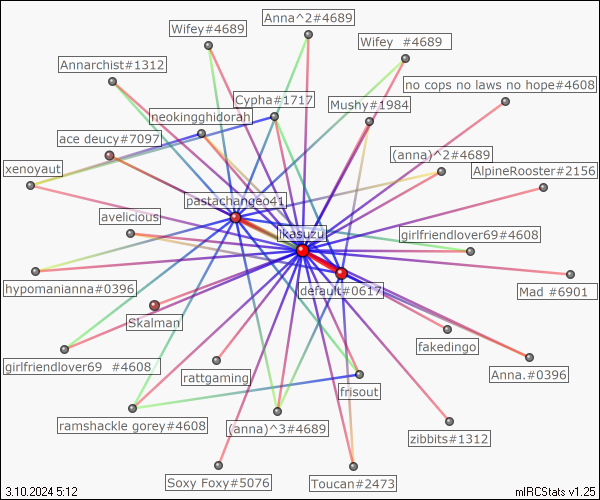 Anna^2#4689
Wifey#4689
Wifey  #4689
Annarchist#1312
no cops no laws no hope#4608
Cypha#1717
Mushy#1984
neokingghidorah
ace deucy#7097
(anna)^2#4689
xenoyaut
AlpineRooster#2156
pastachangeo41
avelicious
ikasuzu
girlfriendlover69#4608
hypomanianna#0396
default#0617
Mad #6901
Skalman
fakedingo
girlfriendlover69  #4608
rattgaming
Anna.#0396
frisout
ramshackle gorey#4608
(anna)^3#4689
zibbits#1312
Soxy Foxy#5076
Toucan#2473
3.10.2024 5:12
mIRCStats v1.25